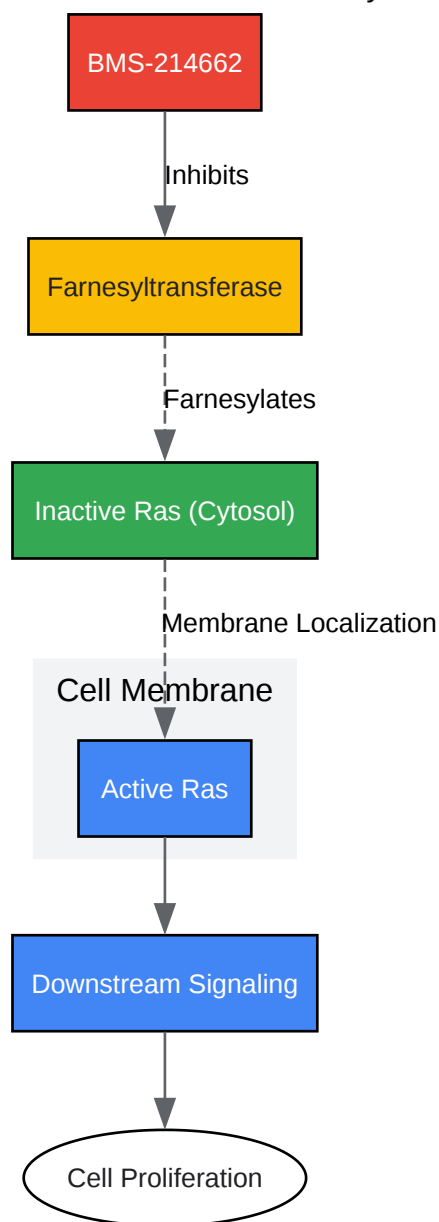 BMS-214662
Inhibits
Farnesyltransferase
Farnesylates
Inactive Ras (Cytosol)
Membrane Localization
Cell Membrane
Active Ras
Downstream Signaling
Cell Proliferation